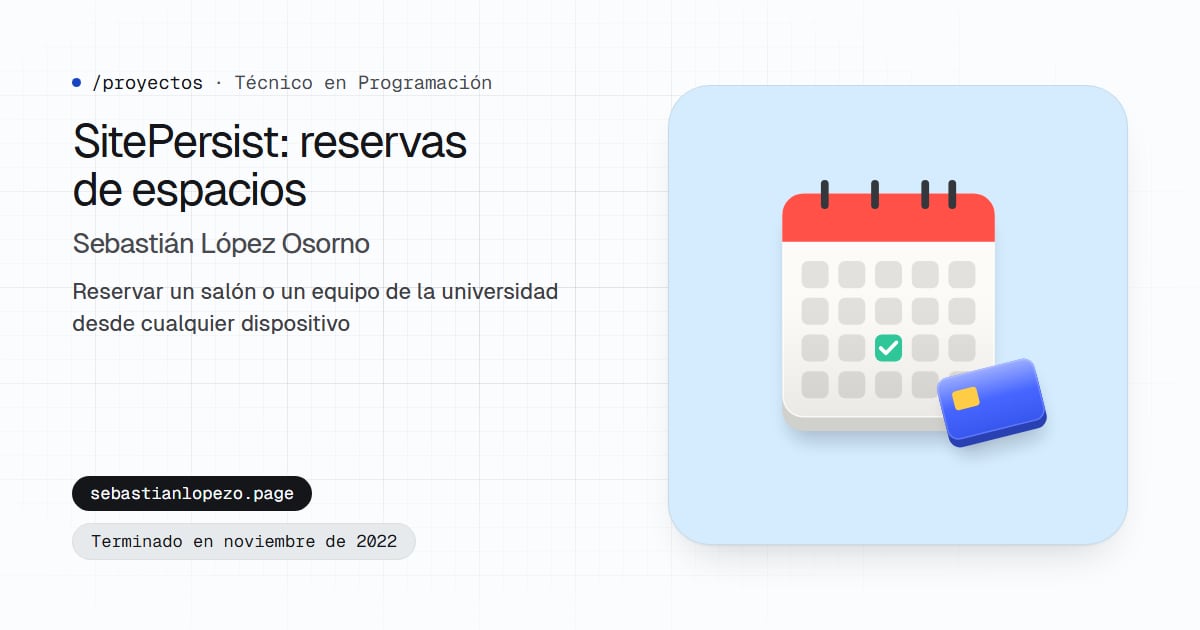 /proyectos · Técnico en Programación
SitePersist: reservas
de espacios
Sebastián López Osorno
Reservar un salón o un equipo de la universidad
desde cualquier dispositivo
sebastianlopezo.page
Terminado en noviembre de 2022